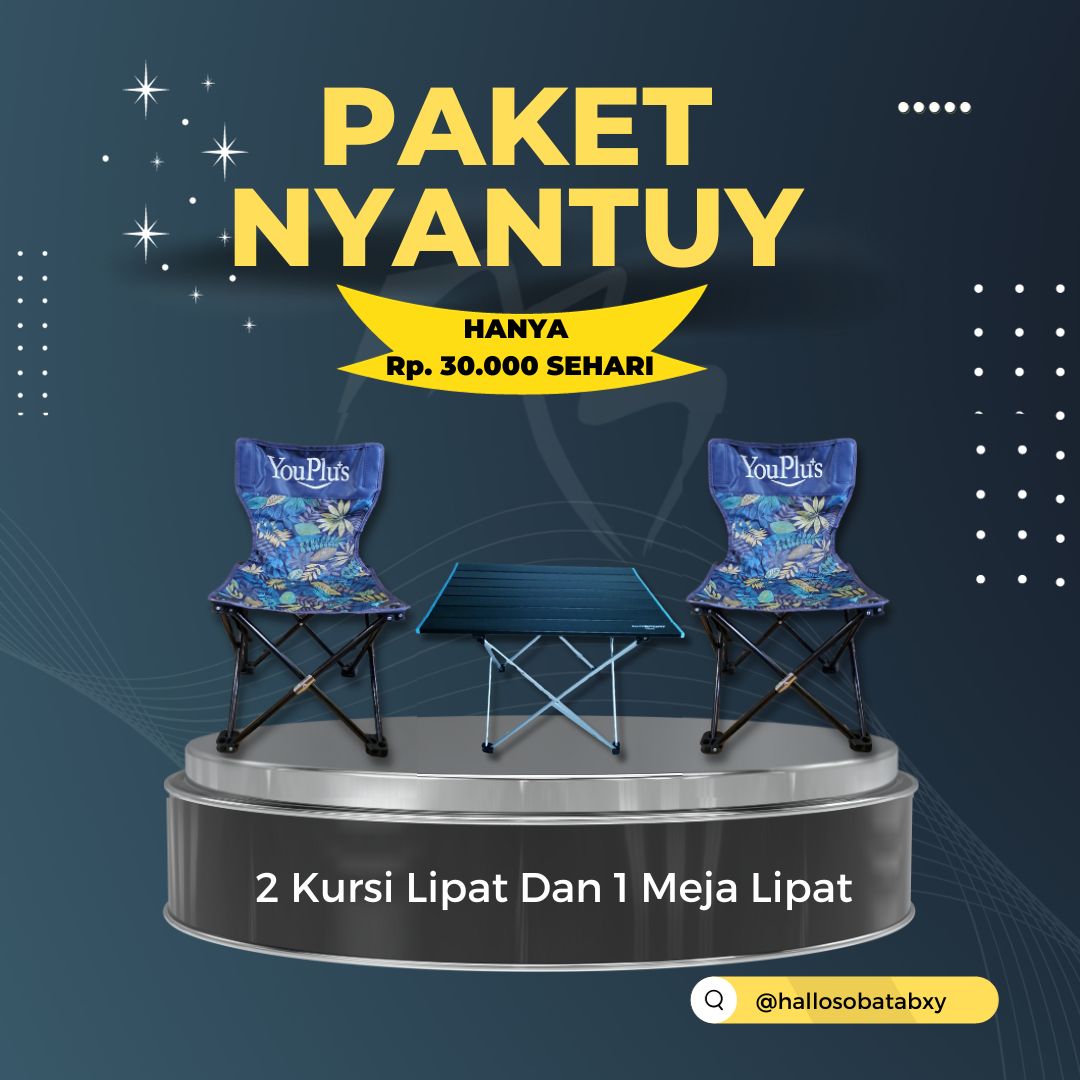 PAKET
NYANTUY
HANYA
Rp. 30.000 SEHARI
YouPlus
YouPlus
2 Kursi Lipat Dan 1 Meja Lipat
@hallosobatabxy